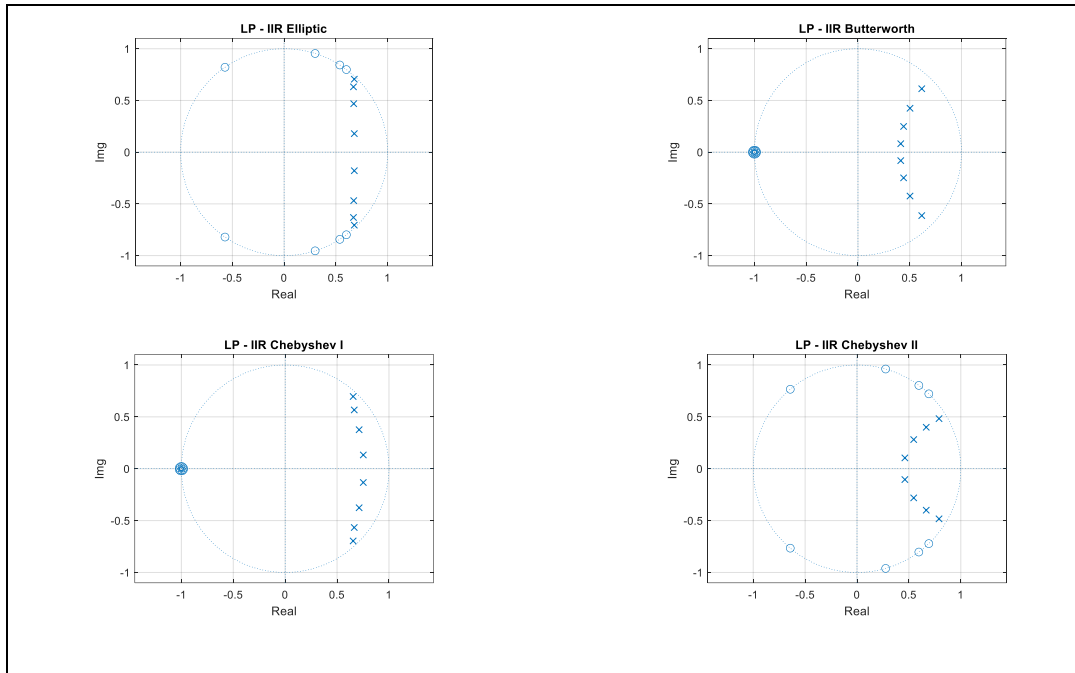 LP - IIR Elliptic
1
0.5
0
-0.5
-1
Img
-1 -0.5 0 0.5 1
Real
LP - IIR Butterworth
1
0.5
0
-0.5
-1
Img
-1 -0.5 0 0.5 1
Real
LP - IIR Chebyshev I
1
0.5
0
-0.5
-1
Img
-1 -0.5 0 0.5 1
Real
LP - IIR Chebyshev II
1
0.5
0
-0.5
-1
Img
-1 -0.5 0 0.5 1
Real